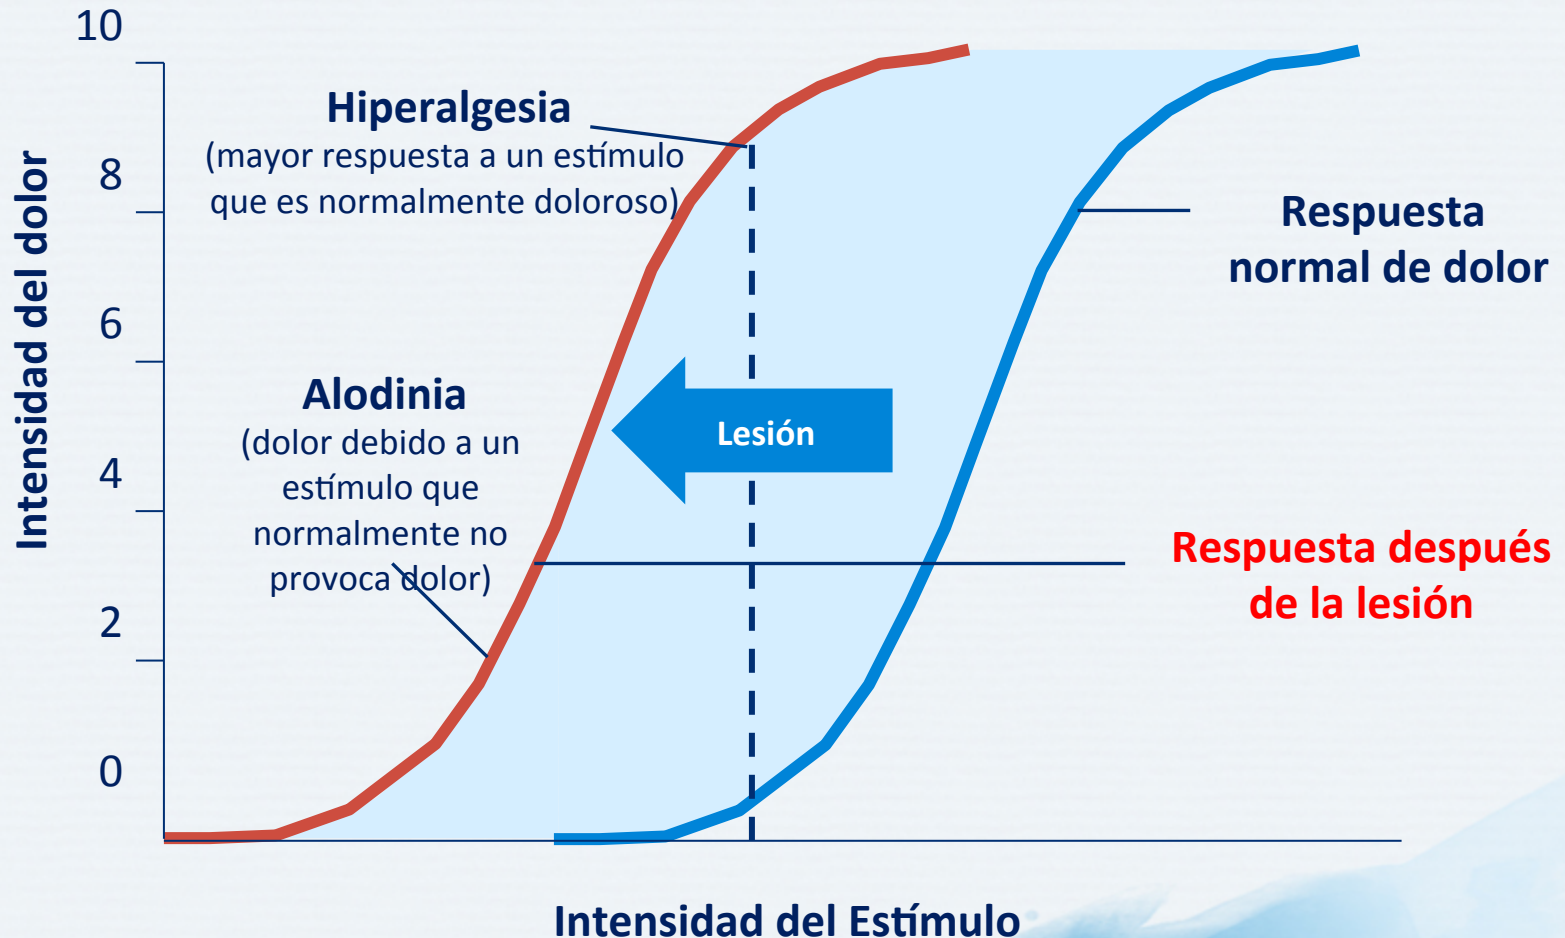 10
8
6
4
2
0
Intensidad del dolor
Hiperalgesia
(mayor respuesta a un estímulo
que es normalmente doloroso)
Alodinia
(dolor debido a un
estímulo que
normalmente no
provoca dolor)
Lesión
Respuesta
normal de dolor
Respuesta después
de la lesión
Intensidad del Estímulo